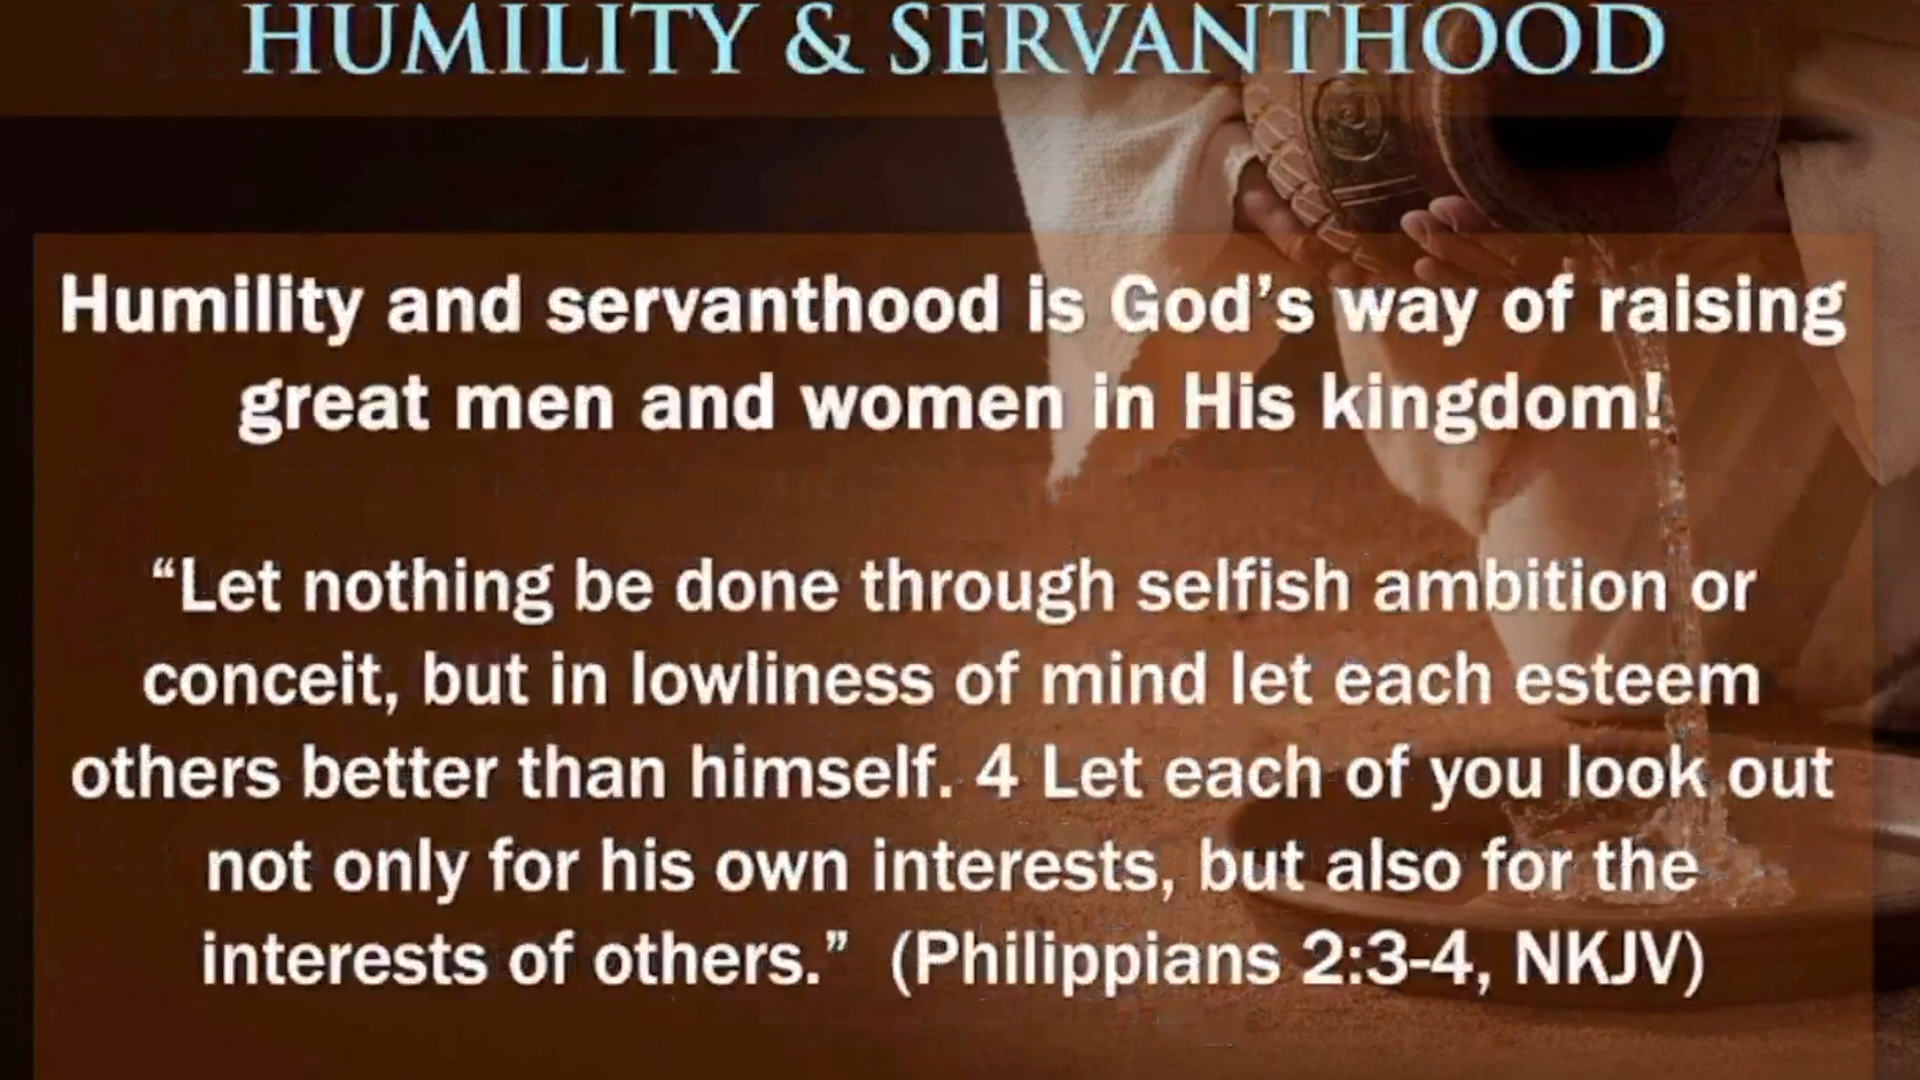 HUMILITY & SERVANTHOOD
Humility and servanthood is God’s way of raising
great men and women in His kingdom!
“Let nothing be done through selfish ambition or
conceit, but in lowliness of mind let each esteem
others better than himself. 4 Let each of you look out
not only for his own interests, but also for the
interests of others.” (Philippians 2:3-4, NKJV)